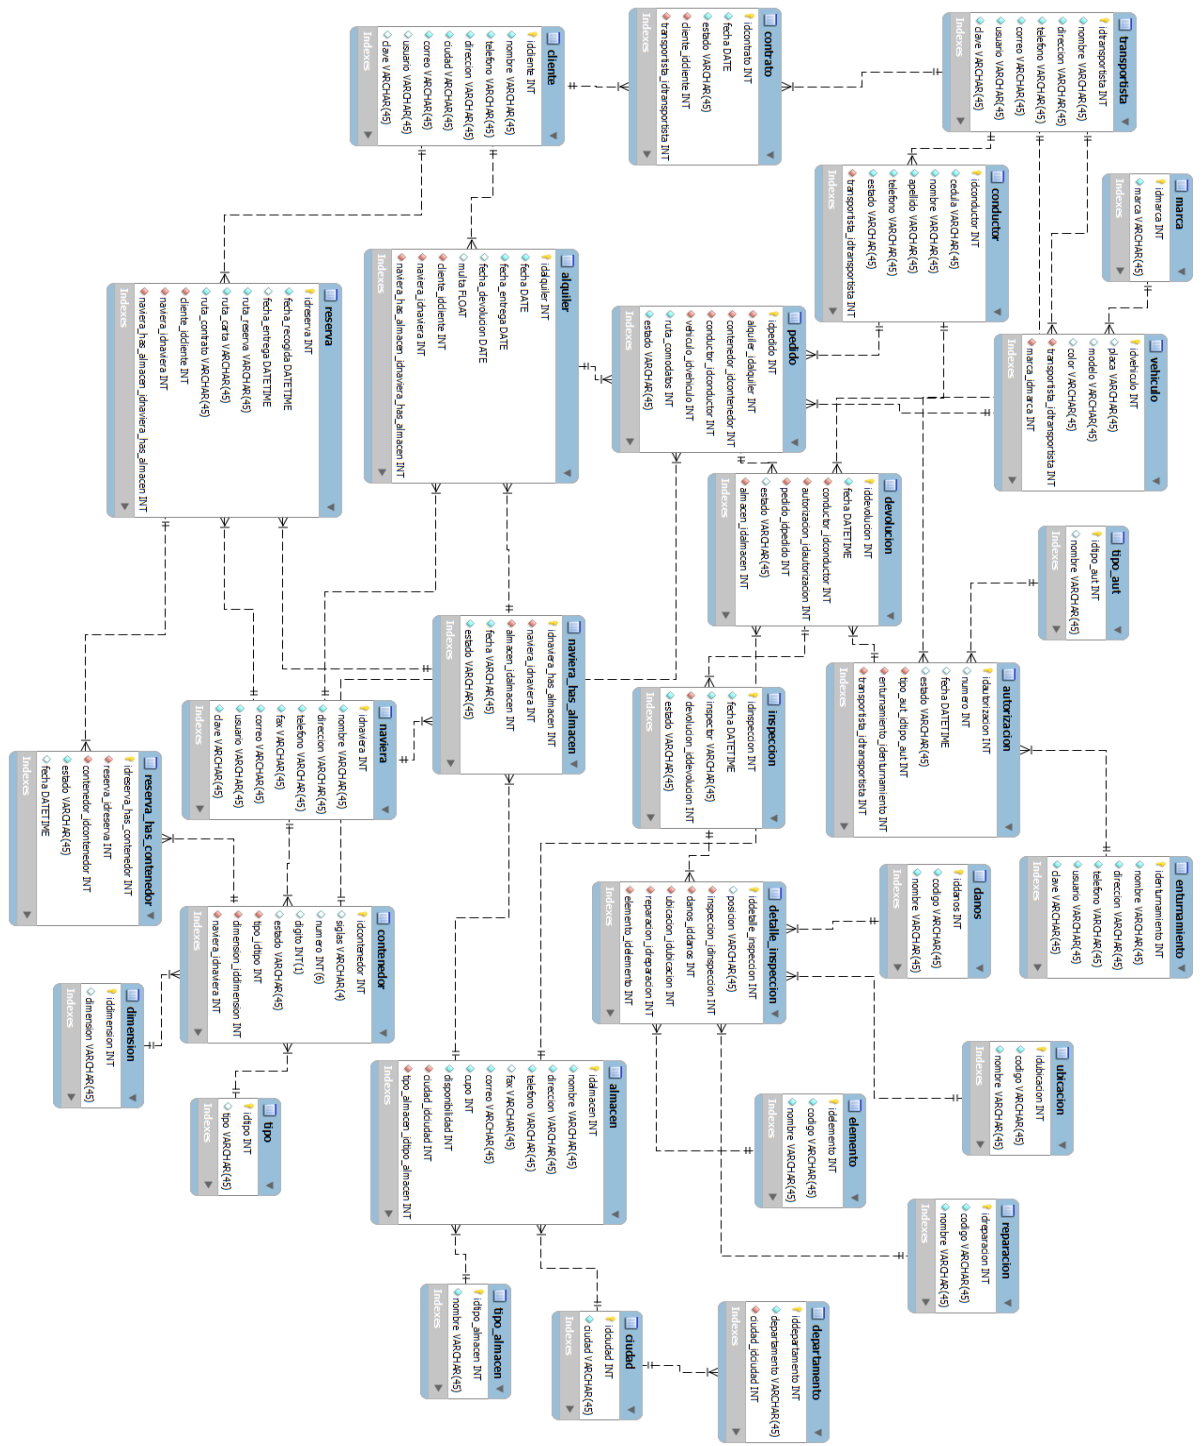 transportista
idtransportista INT
nombre VARCHAR(45)
direccion VARCHAR(45)
telefono VARCHAR(45)
correo VARCHAR(45)
usuario VARCHAR(45)
clave VARCHAR(45)
Indexes
marca
idmarca INT
marca VARCHAR(45)
Indexes
vehiculo
idvehiculo INT
placa VARCHAR(45)
modelo VARCHAR(45)
color VARCHAR(45)
transportista_idtransportista INT
marca_idmarca INT
Indexes
conductor
idconductor INT
cedula VARCHAR(45)
nombre VARCHAR(45)
apellido VARCHAR(45)
telefono VARCHAR(45)
estado VARCHAR(45)
transportista_idtransportista INT
Indexes
contrato
idcontrato INT
fecha DATE
estado VARCHAR(45)
cliente_idcliente INT
transportista_idtransportista INT
Indexes
cliente
idcliente INT
nombre VARCHAR(45)
telefono VARCHAR(45)
direccion VARCHAR(45)
ciudad VARCHAR(45)
correo VARCHAR(45)
usuario VARCHAR(45)
clave VARCHAR(45)
Indexes
pedido
idpedido INT
alquiler_idalquiler INT
contenedor_idcontenedor INT
conductor_idconductor INT
vehiculo_idvehiculo INT
ruta_comodatos INT
estado VARCHAR(45)
Indexes
alquiler
idalquiler INT
fecha DATE
fecha_entrega DATE
fecha_devolucion DATE
multa FLOAT
cliente_idcliente INT
naviera_idnaviera INT
naviera_has_almacen_idnaviera_has_almacen INT
Indexes
reserva
idreserva INT
fecha_recogida DATETIME
fecha_entrega DATETIME
ruta_reserva VARCHAR(45)
ruta_carta VARCHAR(45)
ruta_contrato VARCHAR(45)
cliente_idcliente INT
naviera_idnaviera INT
naviera_has_almacen_idnaviera_has_almacen INT
Indexes
tipo_aut
idtipo_aut INT
nombre VARCHAR(45)
Indexes
devolucion
iddevolucion INT
fecha DATETIME
conductor_idconductor INT
autorizacion_idautorizacion INT
pedido_idpedido INT
estado VARCHAR(45)
almacen_idalmacen INT
Indexes
autorizacion
idautorizacion INT
numero INT
fecha DATETIME
estado VARCHAR(45)
tipo_aut_idtipo_aut INT
enturnamiento_identurnamiento INT
transportista_idtransportista INT
Indexes
inspeccion
idinspeccion INT
fecha DATETIME
inspector VARCHAR(45)
devolucion_iddevolucion INT
estado VARCHAR(45)
Indexes
naviera_has_almacen
idnaviera_has_almacen INT
naviera_idnaviera INT
almacen_idalmacen INT
fecha VARCHAR(45)
estado VARCHAR(45)
Indexes
naviera
idnaviera INT
nombre VARCHAR(45)
direccion VARCHAR(45)
telefono VARCHAR(45)
fax VARCHAR(45)
correo VARCHAR(45)
usuario VARCHAR(45)
clave VARCHAR(45)
Indexes
reserva_has_contenedor
idreserva_has_contenedor INT
reserva_idreserva INT
contenedor_idcontenedor INT
estado VARCHAR(45)
fecha DATETIME
Indexes
enturnamiento
identurnamiento INT
nombre VARCHAR(45)
direccion VARCHAR(45)
telefono VARCHAR(45)
usuario VARCHAR(45)
clave VARCHAR(45)
Indexes
danos
iddanos INT
codigo VARCHAR(45)
nombre VARCHAR(45)
Indexes
detalle_inspeccion
iddetalle_inspeccion INT
posicion VARCHAR(45)
inspeccion_idinspeccion INT
danos_iddanos INT
ubicacion_idubicacion INT
reparacion_idreparacion INT
elemento_idelemento INT
Indexes
contenedor
idcontenedor INT
siglas VARCHAR(4)
numero INT(6)
digito INT(1)
estado VARCHAR(45)
tipo_idtipo INT
dimension_iddimension INT
naviera_idnaviera INT
Indexes
dimension
iddimension INT
dimension VARCHAR(45)
Indexes
ubicacion
idubicacion INT
codigo VARCHAR(45)
nombre VARCHAR(45)
Indexes
elemento
idelemento INT
codigo VARCHAR(45)
nombre VARCHAR(45)
Indexes
almacen
idalmacen INT
nombre VARCHAR(45)
direccion VARCHAR(45)
telefono VARCHAR(45)
fax VARCHAR(45)
correo VARCHAR(45)
cupo INT
disponibilidad INT
ciudad_idciudad INT
tipo_almacen_idtipo_almacen INT
Indexes
tipo
idtipo INT
tipo VARCHAR(45)
Indexes
reparacion
idreparacion INT
codigo VARCHAR(45)
nombre VARCHAR(45)
Indexes
departamento
iddepartamento INT
departamento VARCHAR(45)
ciudad_idciudad INT
Indexes
ciudad
idciudad INT
ciudad VARCHAR(45)
Indexes
tipo_almacen
idtipo_almacen INT
nombre VARCHAR(45)
Indexes